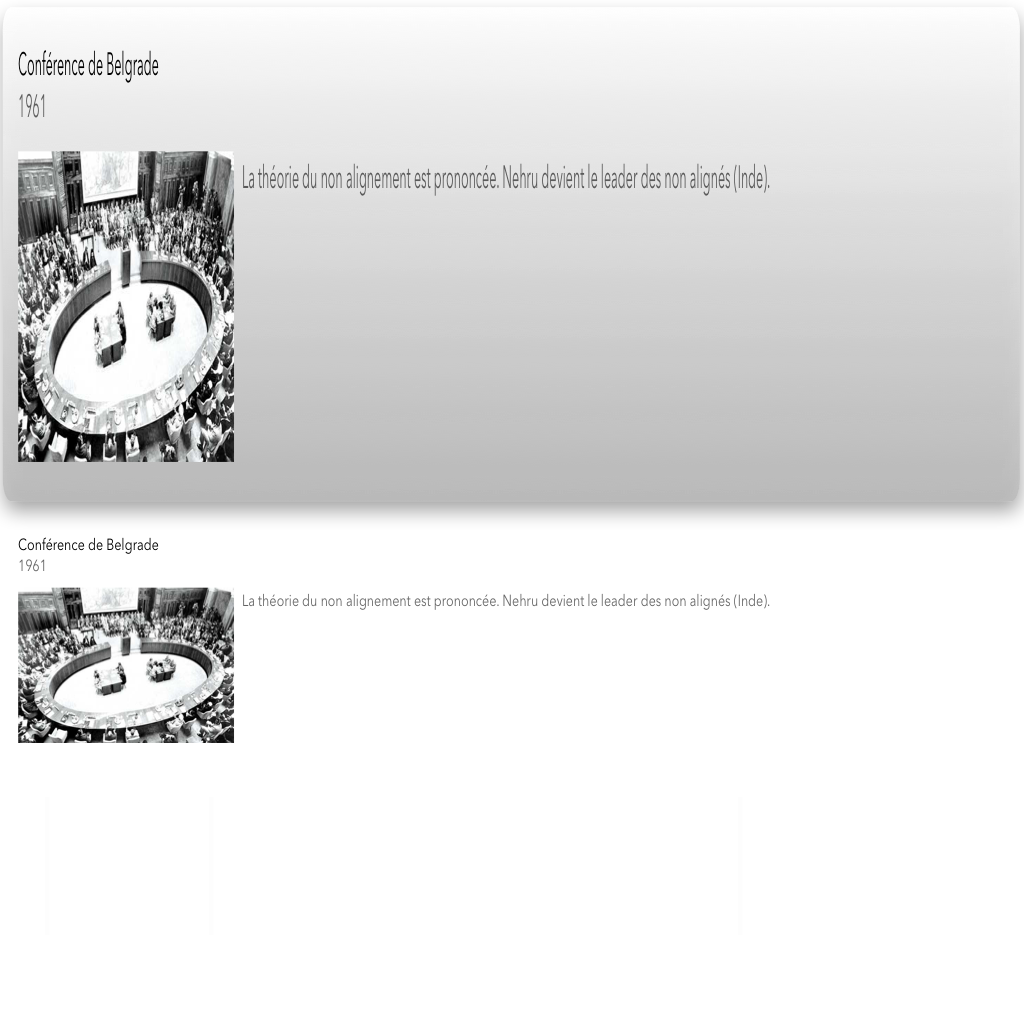 Conférence de Belgrade
1961
La théorie du non alignement est prononcée. Nehru devient le leader des non alignés (Inde).
Conférence de Belgrade
1961
La théorie du non alignement est prononcée. Nehru devient le leader des non alignés (Inde).